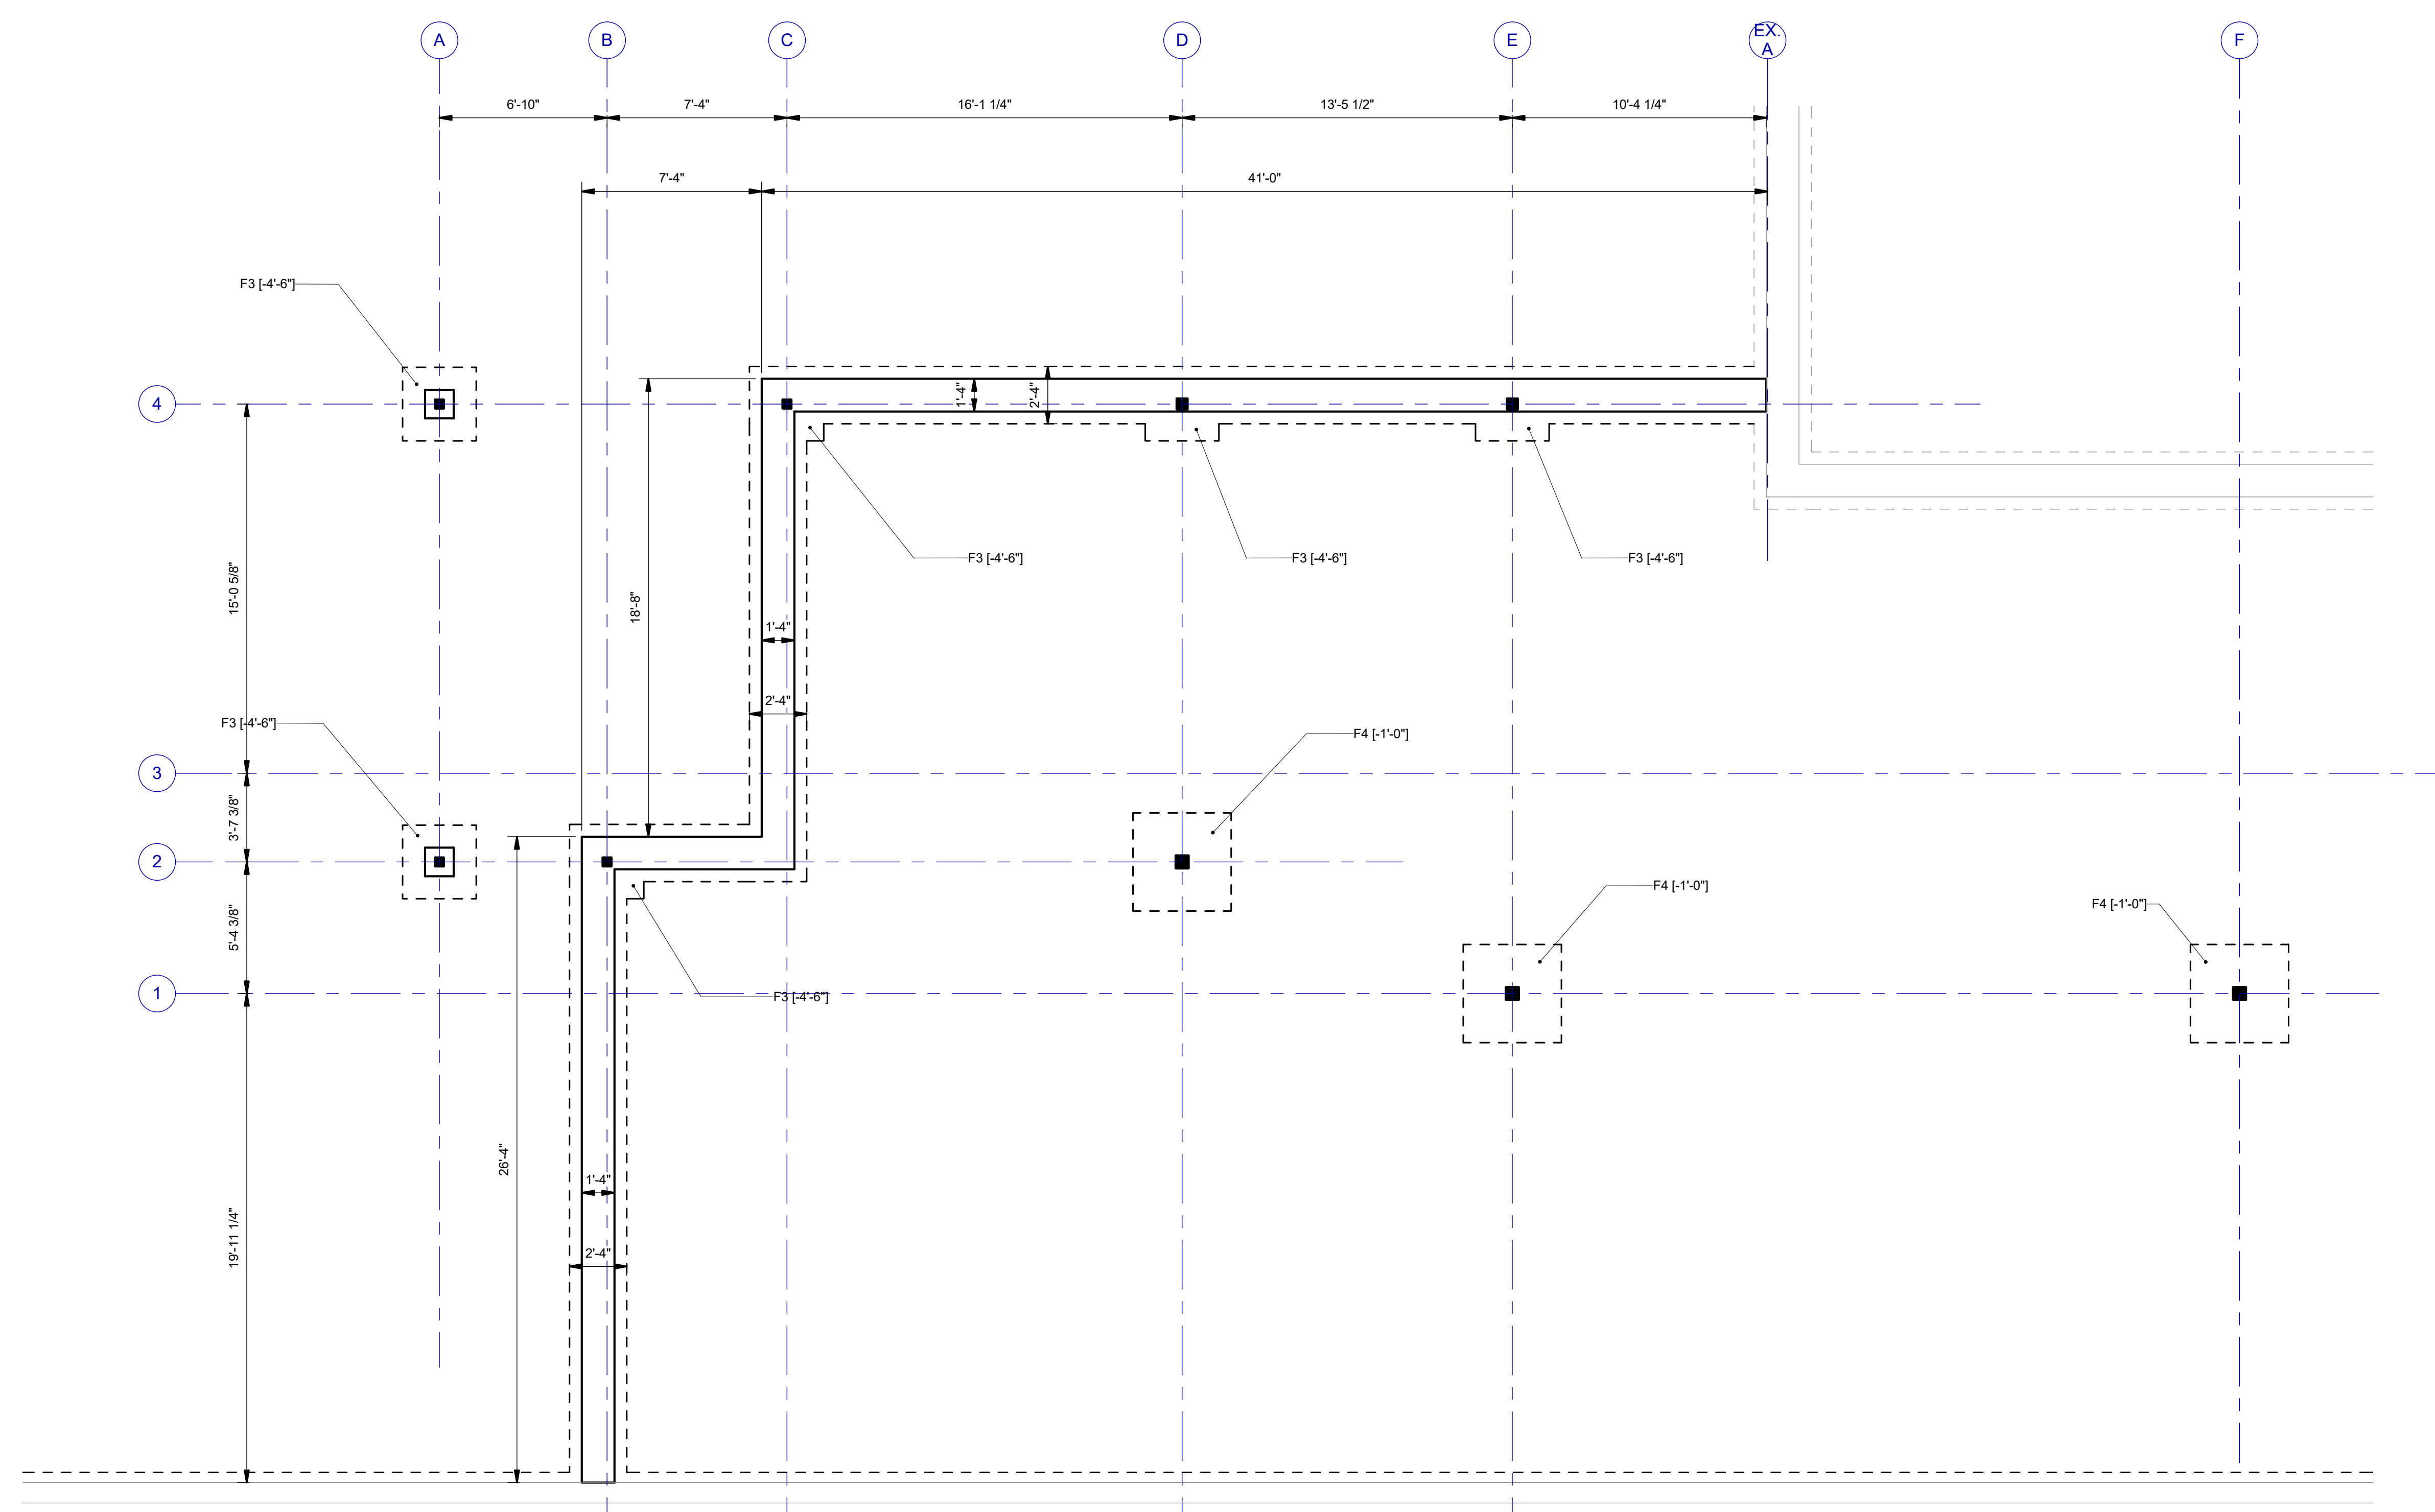 A
B
C
D
E
EX.
A
F
6'-10"
7'-4"
16'-1 1/4"
13'-5 1/2"
10'-4 1/4"
7'-4"
41'-0"
F3 [-4'-6"]
4
1'-4"
2'-4"
F3 [-4'-6"]
F3 [-4'-6"]
F3 [-4'-6"]
15'-0 5/8"
18'-8"
1'-4"
2'-4"
F3 [-4'-6"]
F4 [-1'-0"]
3
3'-7 3/8"
2
F4 [-1'-0"]
F4 [-1'-0"]
5'-4 3/8"
1
F3 [-4'-6"]
26'-4"
1'-4"
19'-11 1/4"
2'-4"